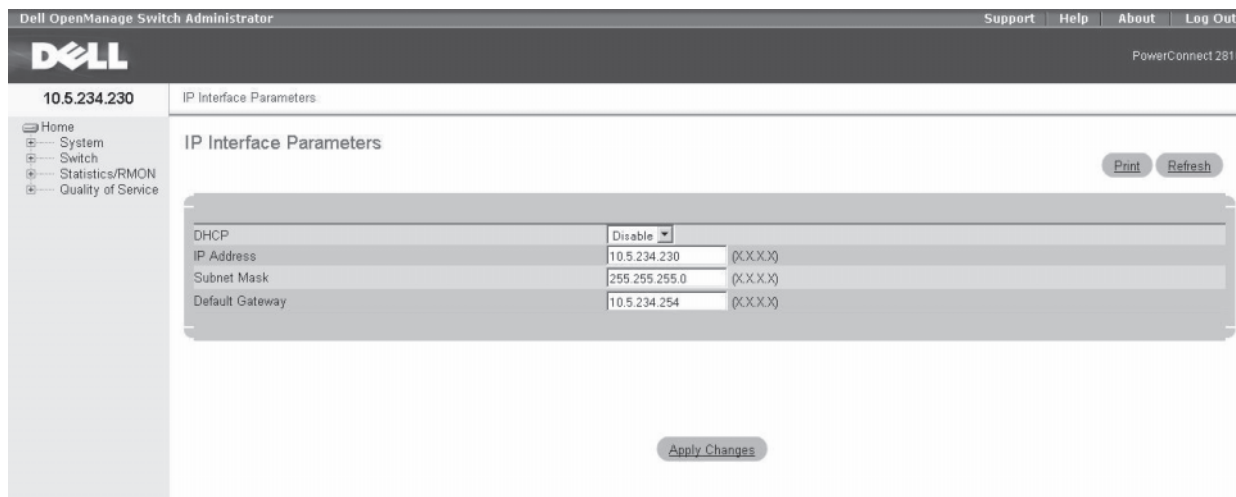 Dell OpenManage Switch Administrator Support Help About Log Out
DELL
PowerConnect 281
10.5.234.230 IP Interface Parameters
Home
System
Switch
Statistics/RMON
Quality of Service
IP Interface Parameters
Print Refresh
DHCP Disable
IP Address 10.5.234.230 (X.X.X.X)
Subnet Mask 255.255.255.0 (X.X.X.X)
Default Gateway 10.5.234.254 (X.X.X.X)
Apply Changes